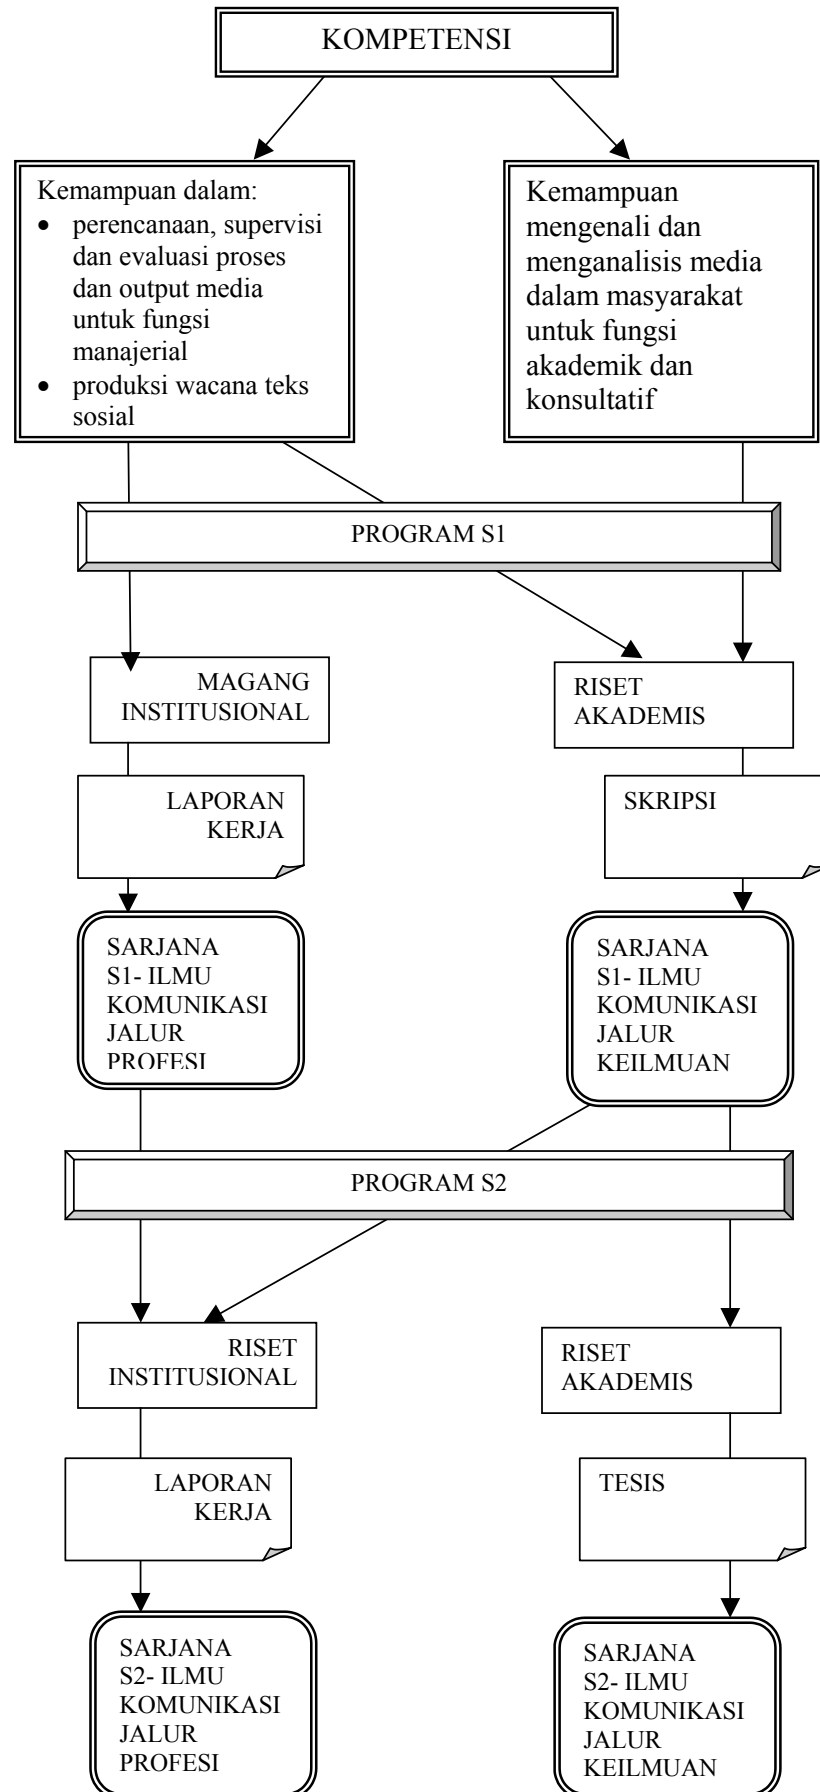 KOMPETENSI
Kemampuan dalam:
• perencanaan, supervisi
dan evaluasi proses
dan output media
untuk fungsi
manajerial
• produksi wacana teks
sosial
Kemampuan
mengenali dan
menganalisis media
dalam masyarakat
untuk fungsi
akademik dan
konsultatif
PROGRAM S1
MAGANG
INSTITUSIONAL
RISET
AKADEMIS
LAPORAN
KERJA
SKRIPSI
SARJANA
S1- ILMU
KOMUNIKASI
JALUR
PROFESI
SARJANA
S1- ILMU
KOMUNIKASI
JALUR
KEILMUAN
PROGRAM S2
RISET
INSTITUSIONAL
RISET
AKADEMIS
LAPORAN
KERJA
TESIS
SARJANA
S2- ILMU
KOMUNIKASI
JALUR
PROFESI
SARJANA
S2- ILMU
KOMUNIKASI
JALUR
KEILMUAN